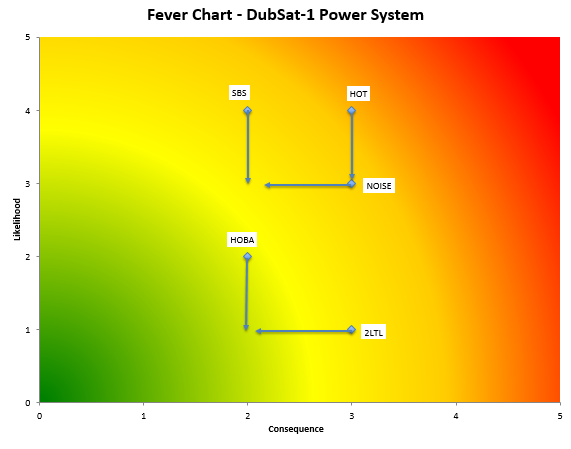 Fever Chart - DubSat-1 Power System
5
SBS
HOT
4
3
NOISE
Likelihood
HOBA
2
1
2LTL
0
0 1 2 3 4 5
Consequence